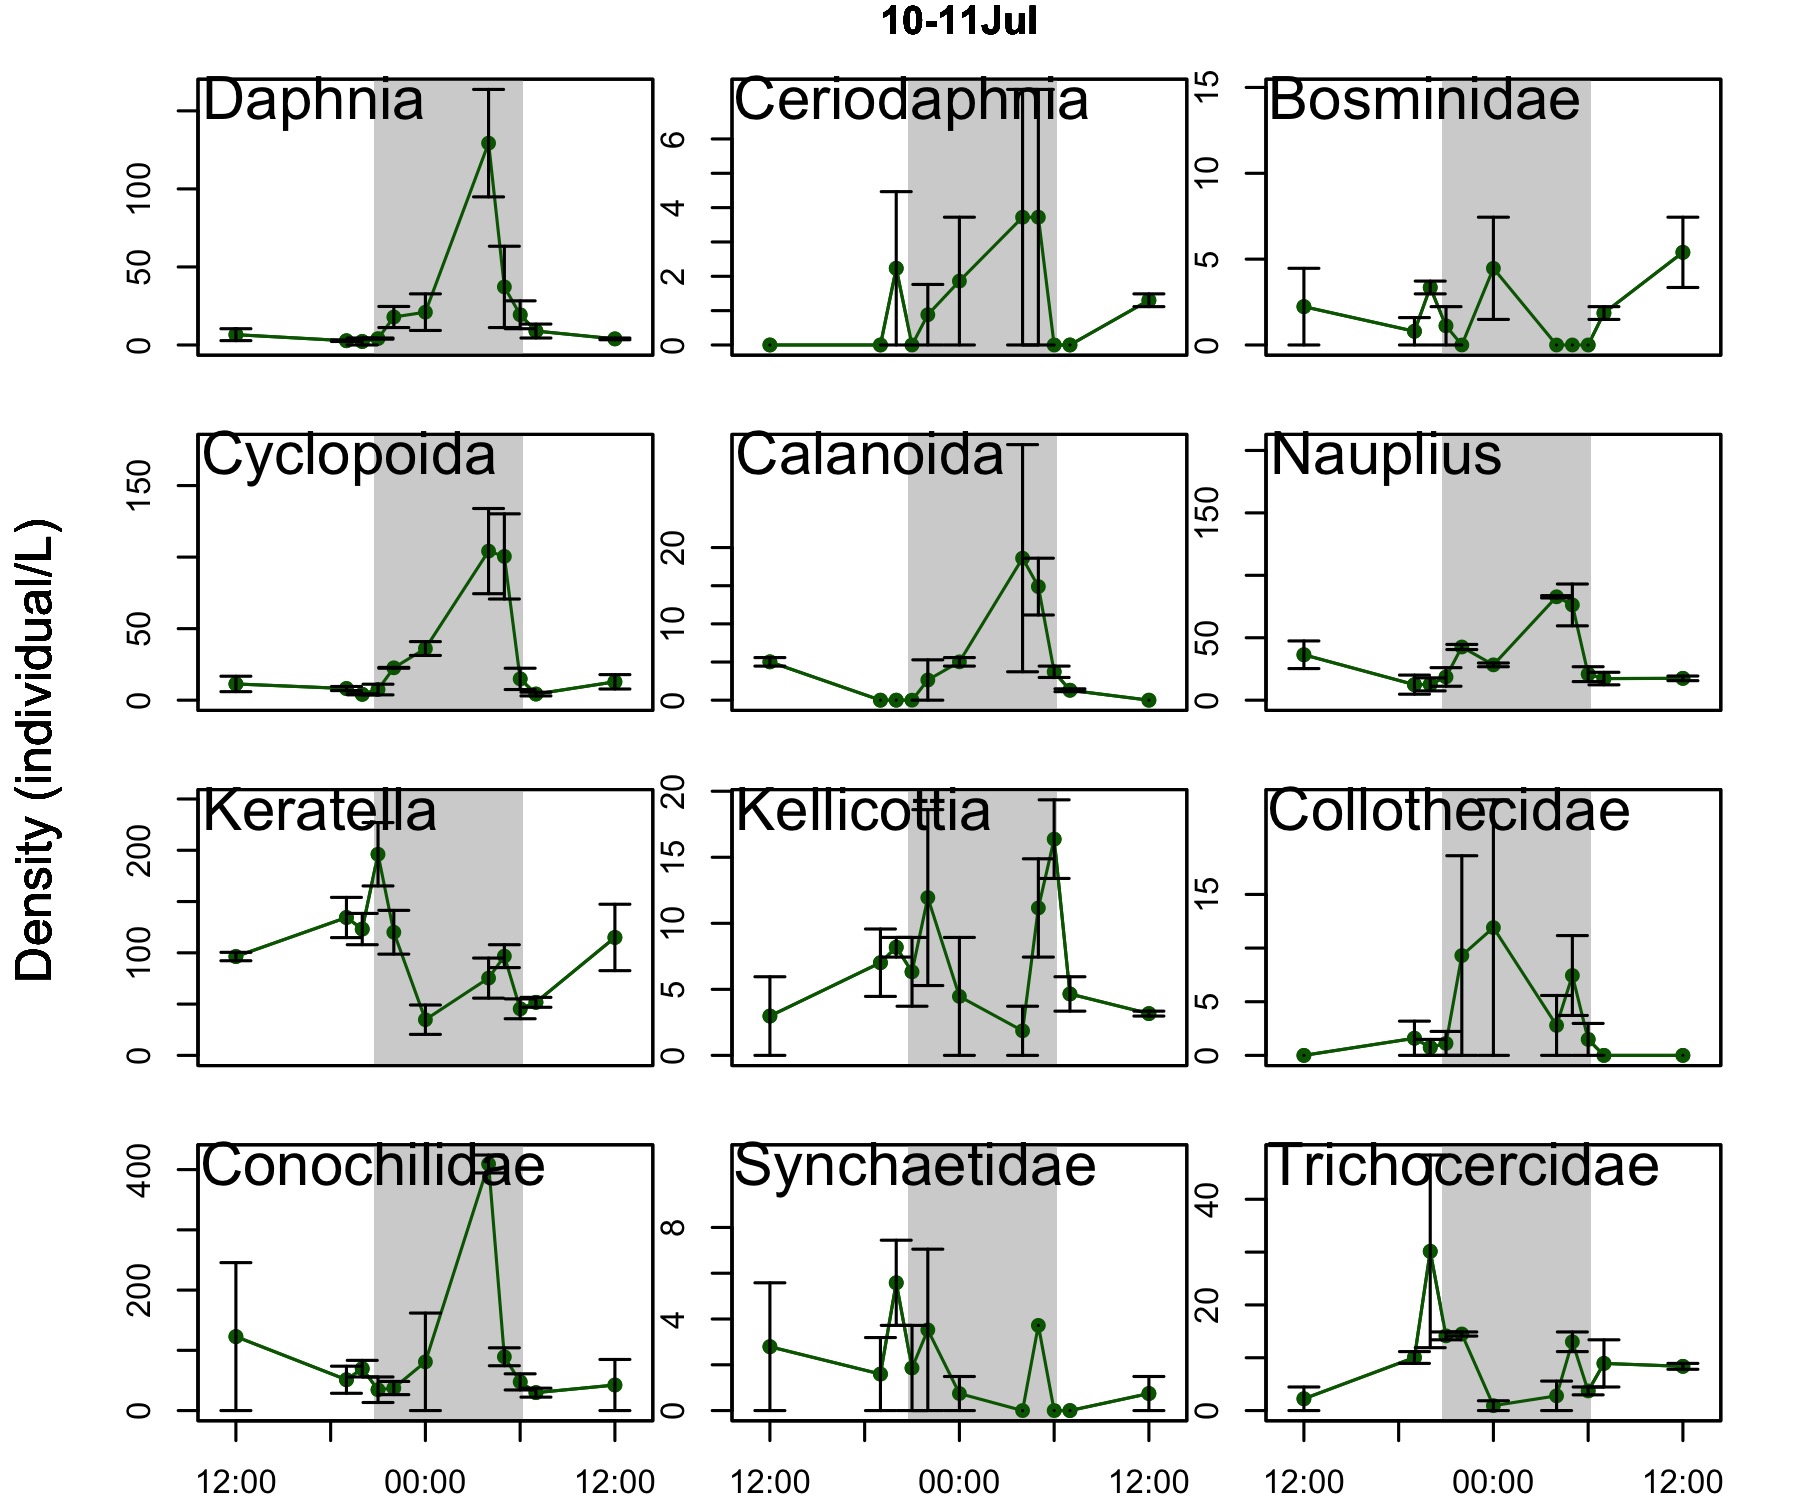 10-11Jul
Density (individual/L)
Daphnia
0 50 100
Ceriodaphnia
0 2 4 6
Bosminidae
0 5 10 15
Cyclopoida
0 50 150
Calanoida
0 10 20
Nauplius
0 50 150
Keratella
0 100 200
Kellicottia
0 5 10 15 20
Collothecidae
0 5 15
Conochilidae
0 200 400
Synchaetidae
0 4 8
Trichocercidae
0 20 40
12:00 00:00 12:00
12:00 00:00 12:00
12:00 00:00 12:00